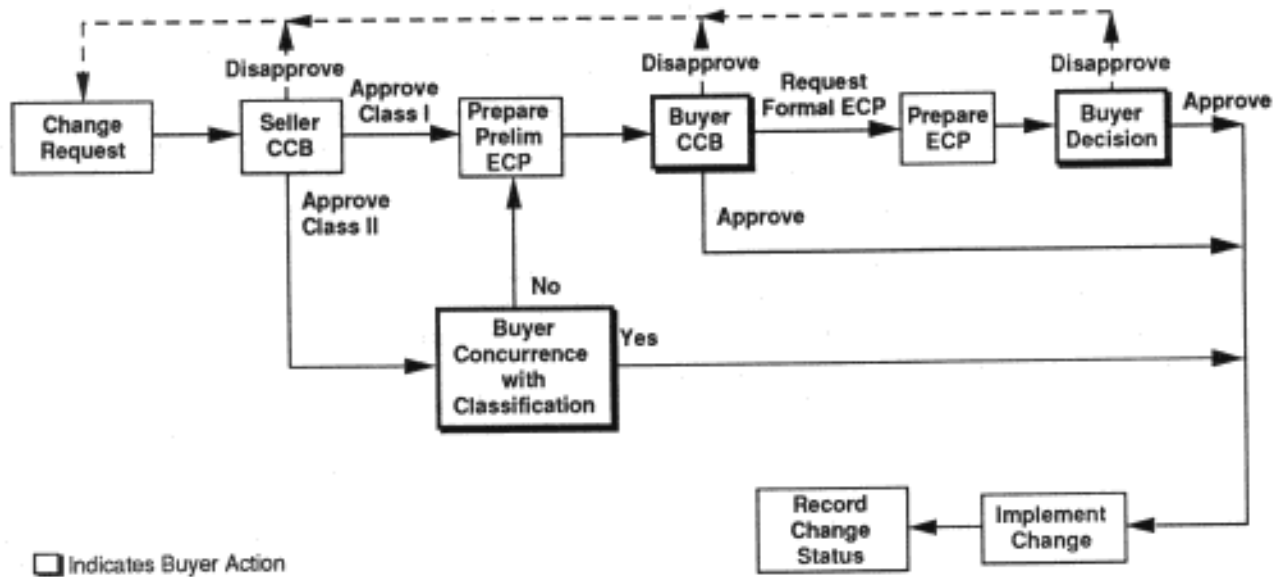 Disapprove
Disapprove
Disapprove
Approve
Class I
Request
Formal ECP
Approve
Change
Request
Seller
CCB
Prepare
Prelim
ECP
Buyer
CCB
Prepare
ECP
Buyer
Decision
Approve
Class II
Approve
No
Buyer
Concurrence
with
Classification
Yes
Record
Change
Status
Implement
Change
Indicates Buyer Action